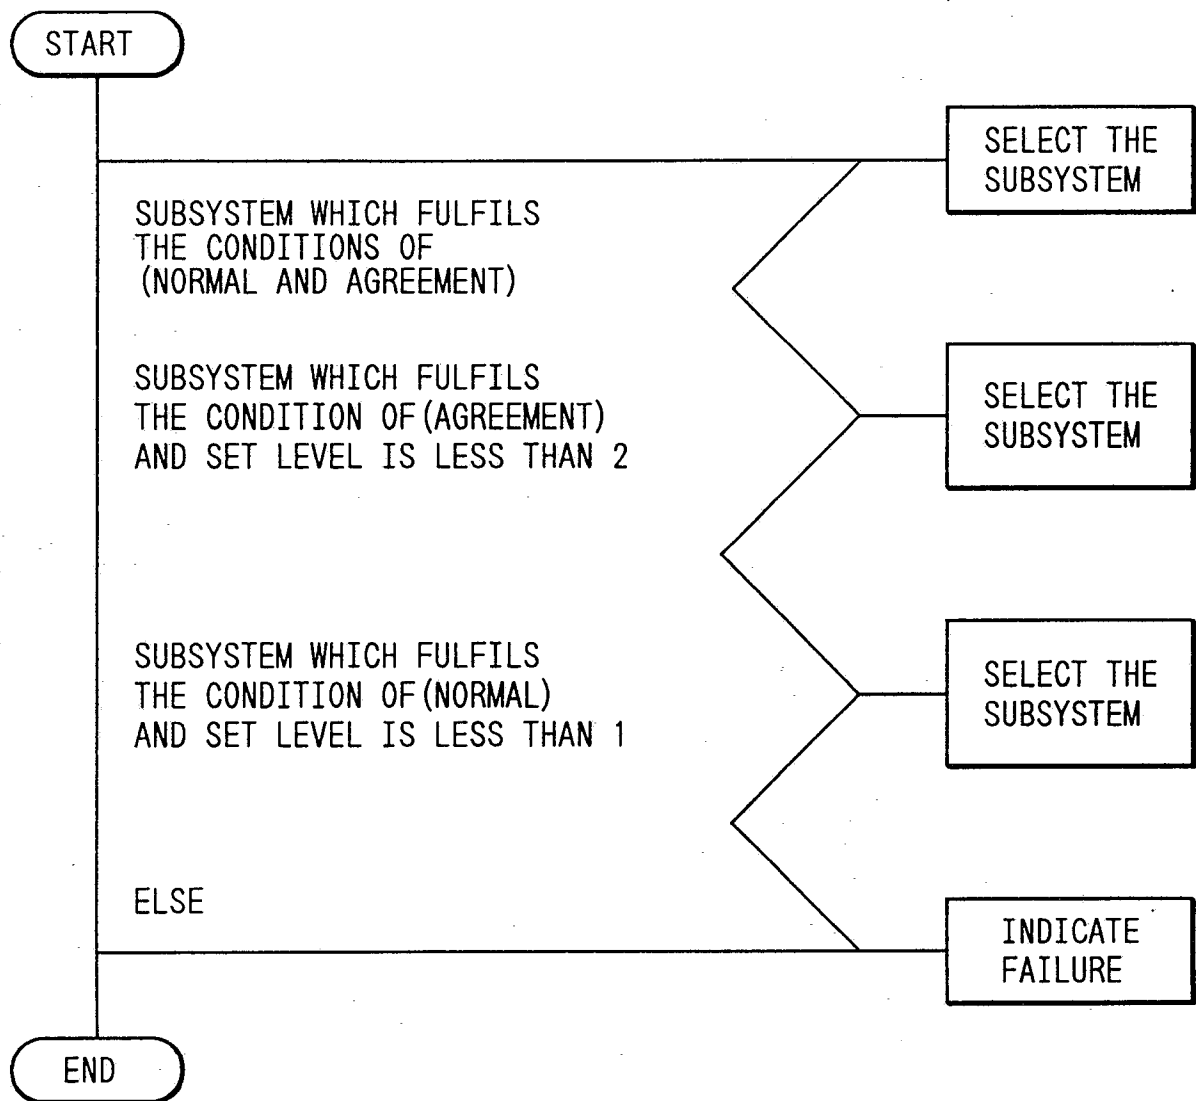 START
SELECT THE
SUBSYSTEM
SUBSYSTEM WHICH FULFILS
THE CONDITIONS OF
(NORMAL AND AGREEMENT)
SUBSYSTEM WHICH FULFILS
THE CONDITION OF (AGREEMENT)
AND SET LEVEL IS LESS THAN 2
SELECT THE
SUBSYSTEM
SUBSYSTEM WHICH FULFILS
THE CONDITION OF (NORMAL)
AND SET LEVEL IS LESS THAN 1
SELECT THE
SUBSYSTEM
ELSE
INDICATE
FAILURE
END